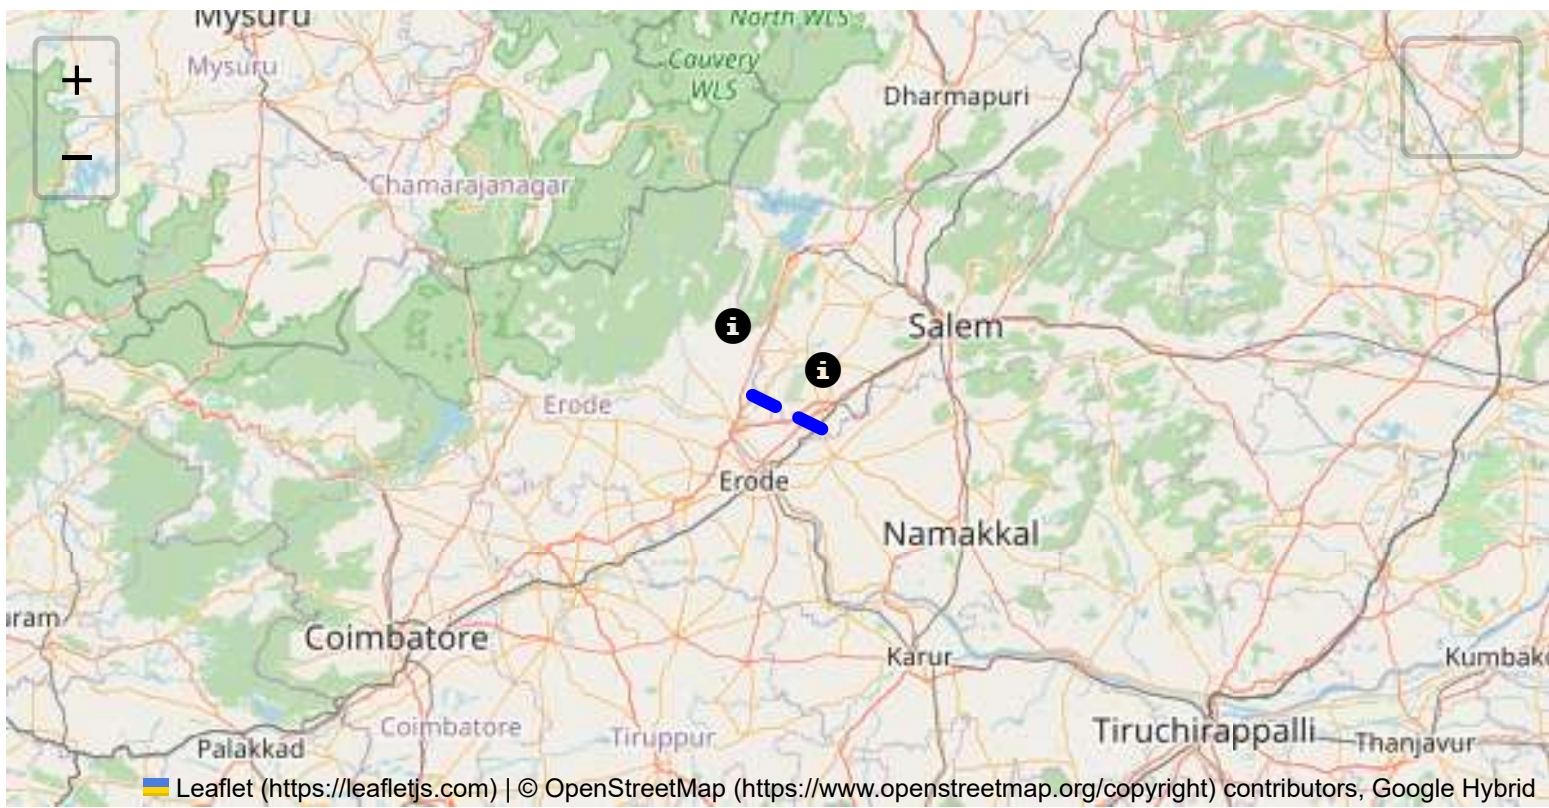 Mysuru
North WLS
+
Mysuru
Cauvery
WLS
Dharmapuri
−
Chamarajanagar
i
Salem
i
Erode
Erode
Namakkal
uram
Coimbatore
Karur
Kumbako
Coimbatore
Tiruppur
Tiruchirappalli
Thanjavur
Palakkad
Leaflet (https://leafletjs.com) | © OpenStreetMap (https://www.openstreetmap.org/copyright) contributors, Google Hybrid